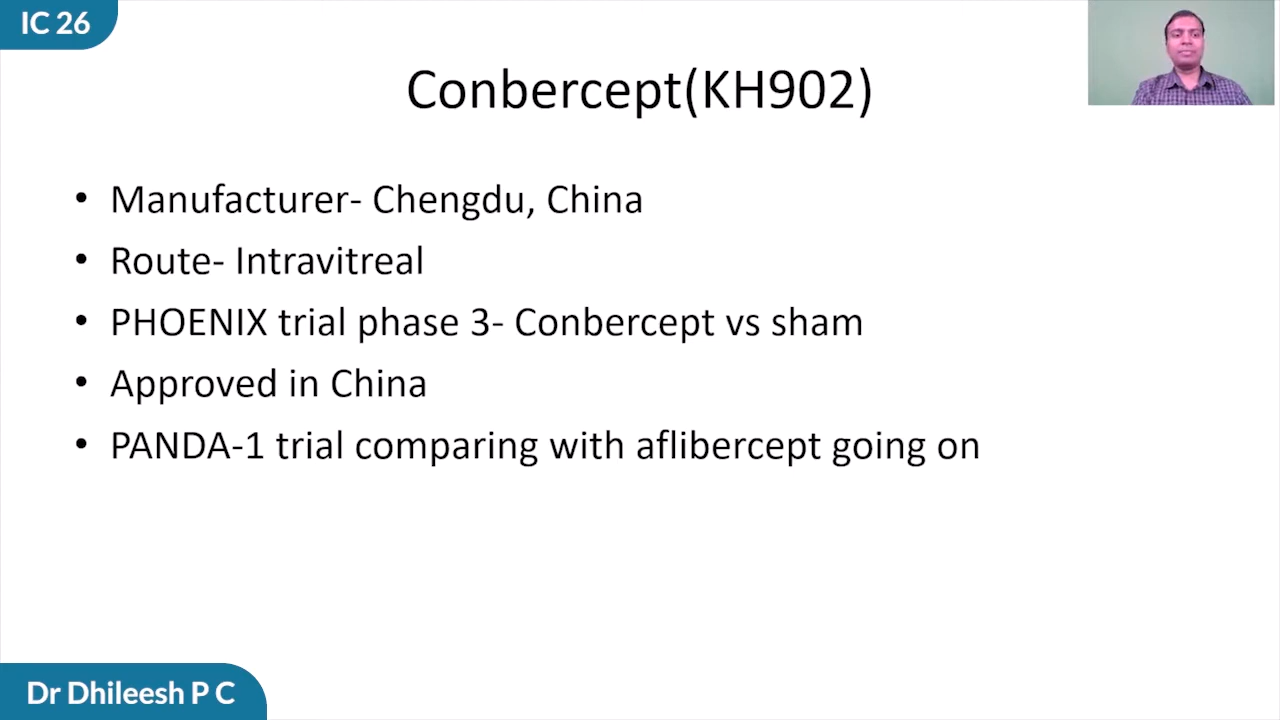 IC 26
Conbercept(KH902)
• Manufacturer- Chengdu, China
• Route- Intravitreal
• PHOENIX trial phase 3- Conbercept vs sham
• Approved in China
• PANDA-1 trial comparing with aflibercept going on
Dr Dhileesh P C